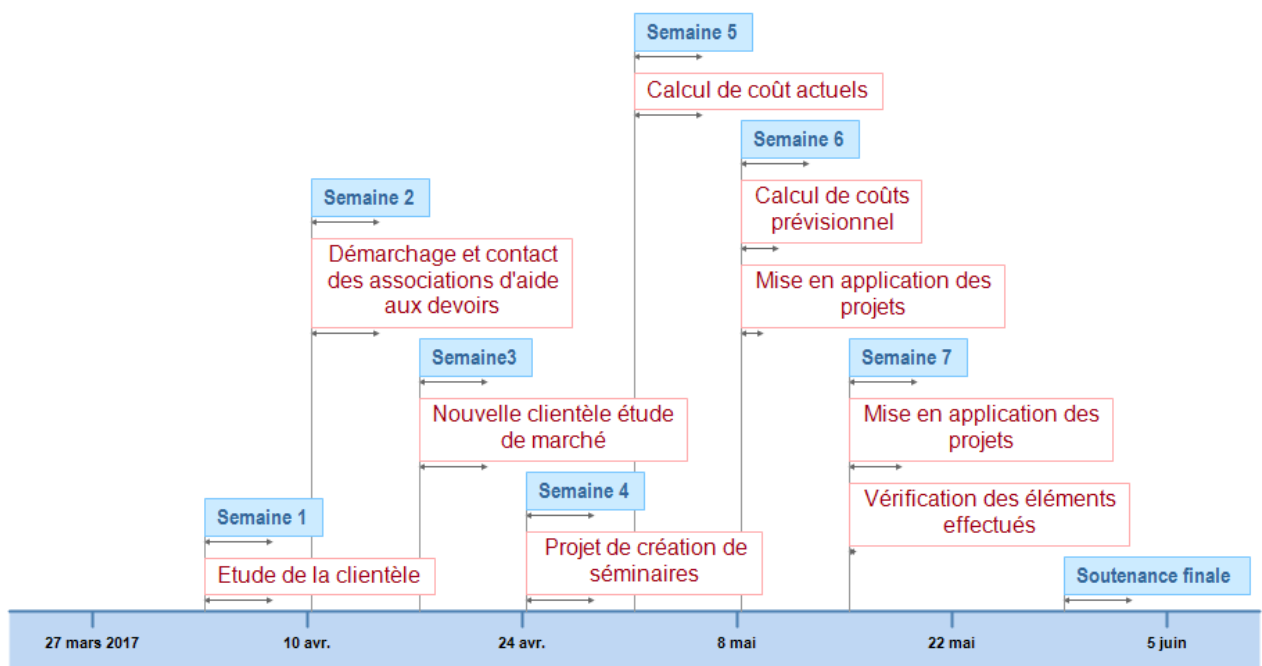 Semaine 5
Calcul de coût actuels
Semaine 6
Calcul de coûts
prévisionnel
Mise en application des
projets
Semaine 2
Démarchage et contact
des associations d'aide
aux devoirs
Semaine3
Nouvelle clientèle étude
de marché
Semaine 7
Mise en application des
projets
Vérification des éléments
effectués
Semaine 4
Projet de création de
séminaires
Semaine 1
Etude de la clientèle
Soutenance finale
27 mars 2017
10 avr.
24 avr.
8 mai
22 mai
5 juin